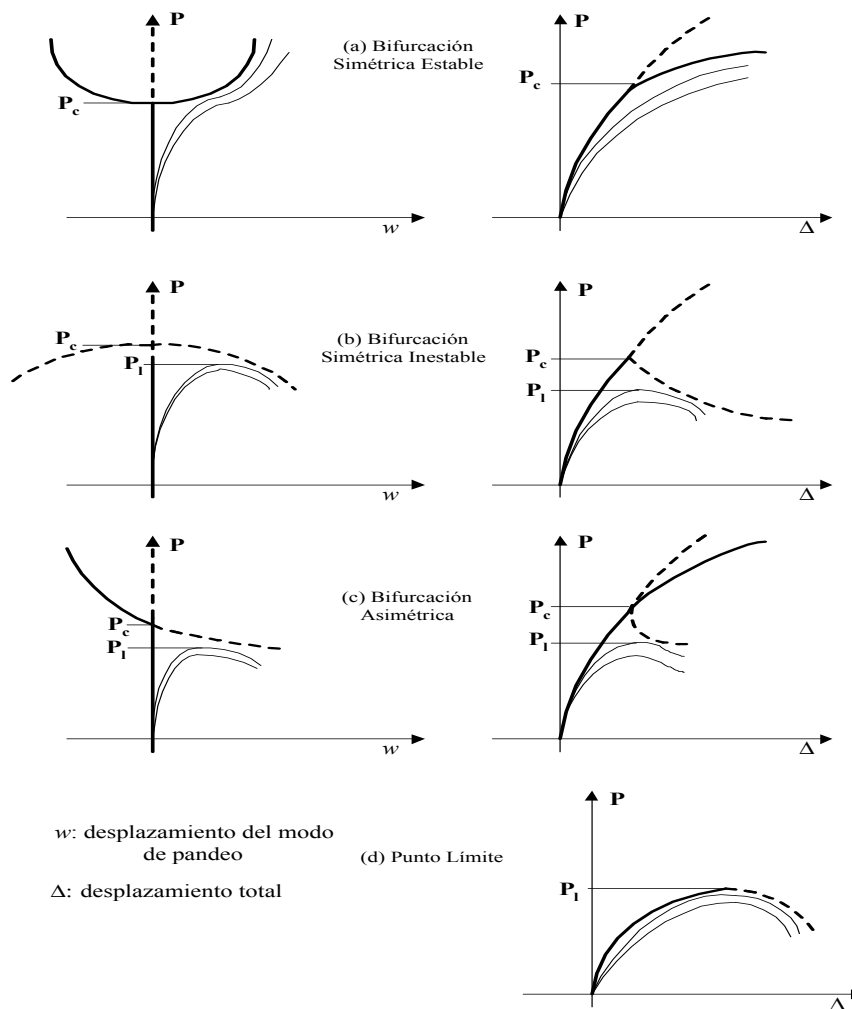 P
P
(a) Bifurcación
Simétrica Estable
P_c
P_c
w
Δ
P
P
(b) Bifurcación
Simétrica Inestable
P_c
P_l
P_c
P_l
w
Δ
P
P
(c) Bifurcación
Asimétrica
P_c
P_l
P_c
P_l
w
Δ
w: desplazamiento del modo
de pandeo
Δ: desplazamiento total
(d) Punto Límite
P
P_l
Δ